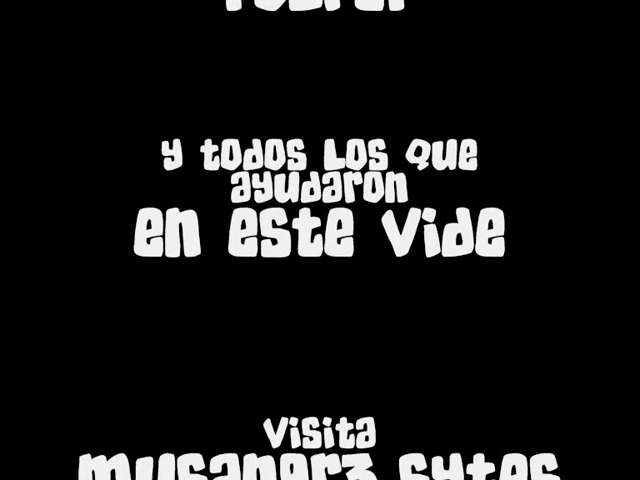 y todos los que
ayudaron
en este vide
Visita